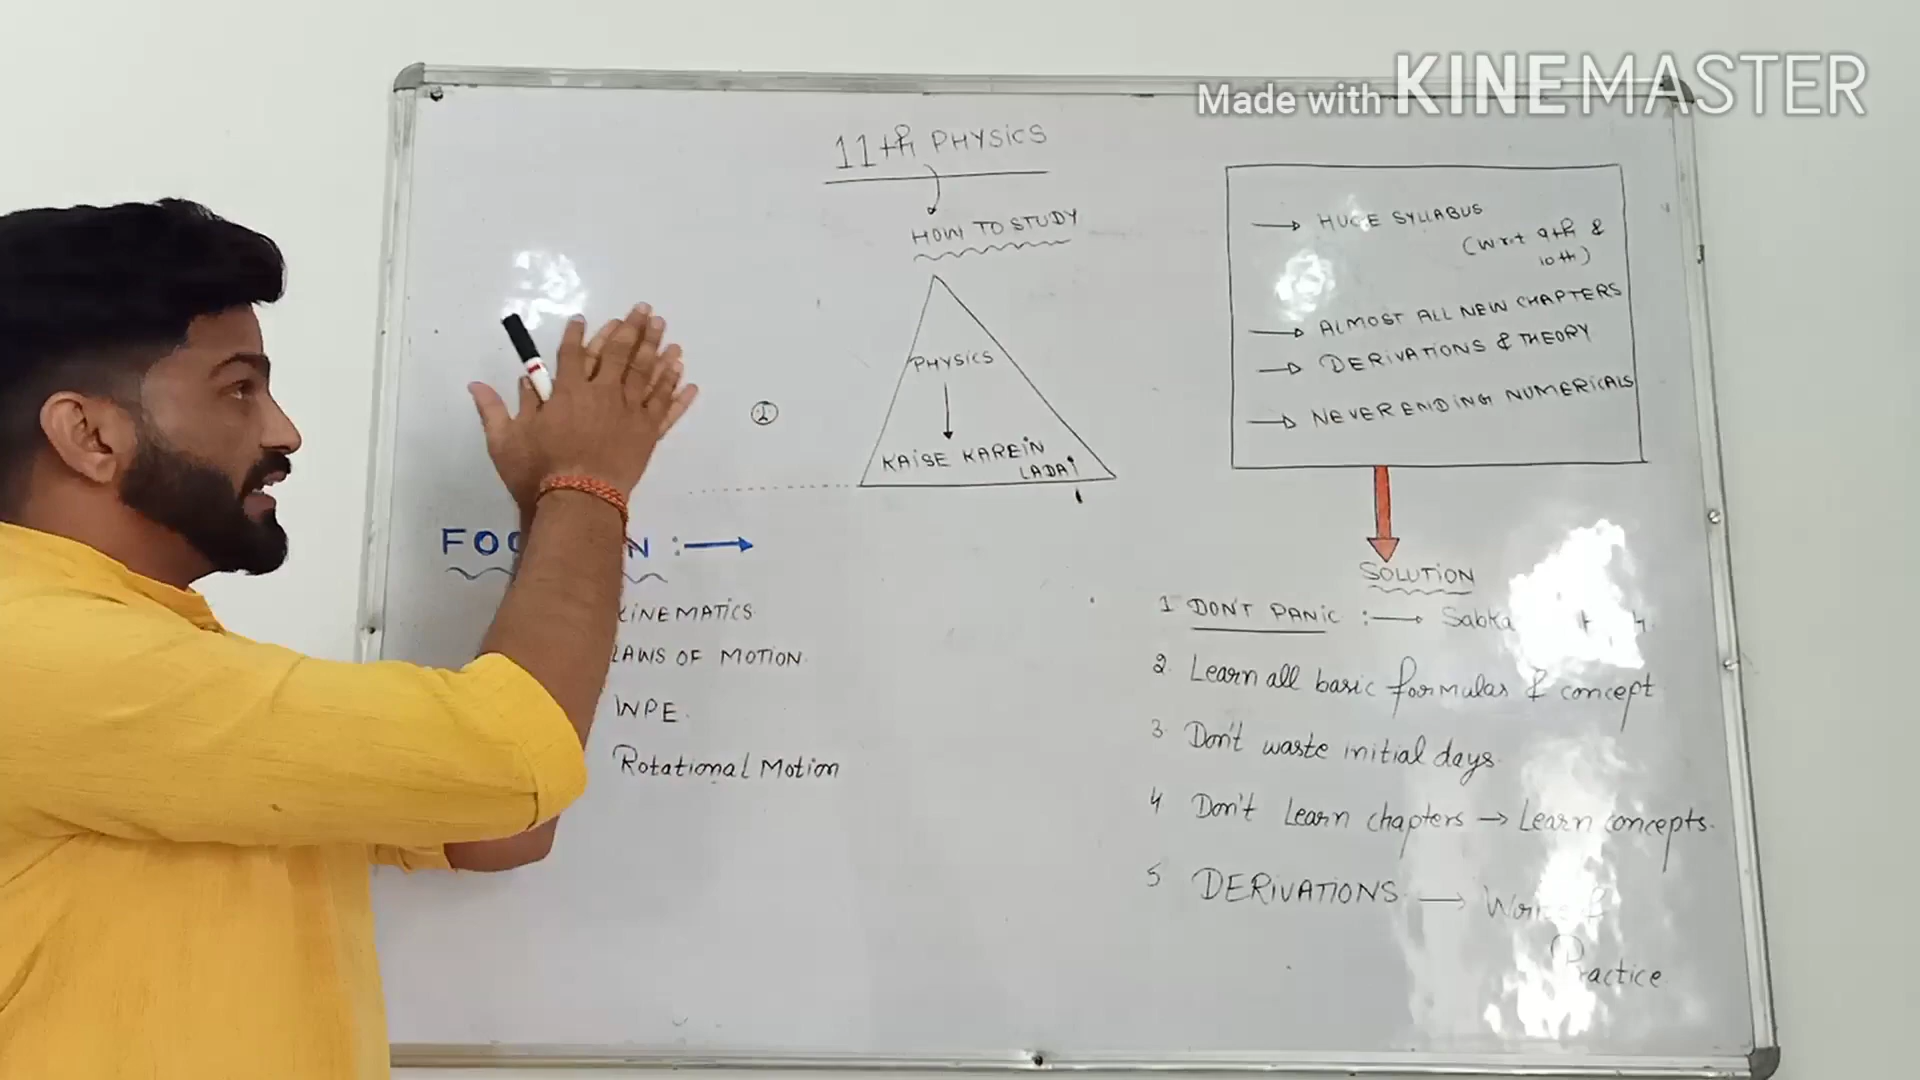 Made with KINEMASTER
11th PHYSICS
HOW TO STUDY
PHYSICS
KAISE KAREIN
LADAI
HUGE SYLLABUS
(wrt 9th &
10th)
ALMOST ALL NEW CHAPTERS
DERIVATIONS & THEORY
NEVER ENDING NUMERICALS
FOC N :→
KINEMATICS
LAWS OF MOTION
WPE.
Rotational Motion
SOLUTION
1 DON'T PANIC :→ Sabka
2. Learn all basic formulas & concept
3. Don't waste initial days.
4 Don't Learn chapters → Learn concepts.
5 DERIVATIONS → Work &
Practice.